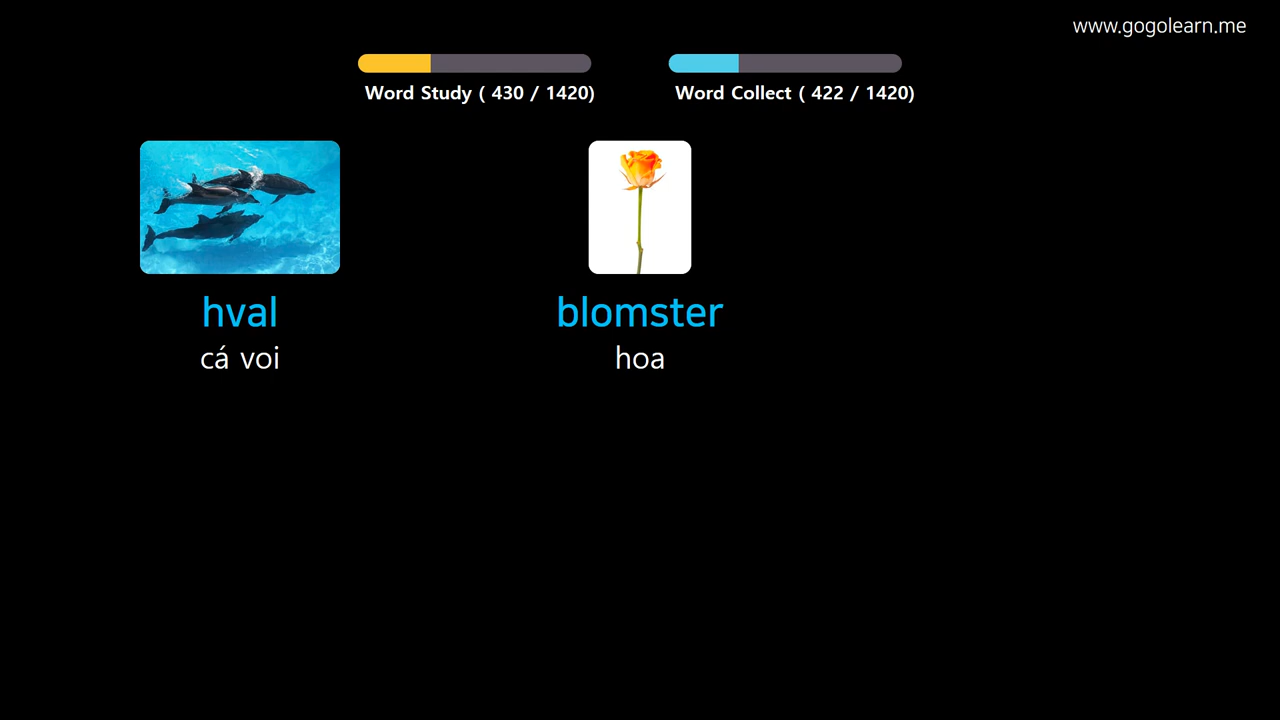 www.gogolearn.me
Word Study ( 430 / 1420)
Word Collect ( 422 / 1420)
hval
cá voi
blomster
hoa